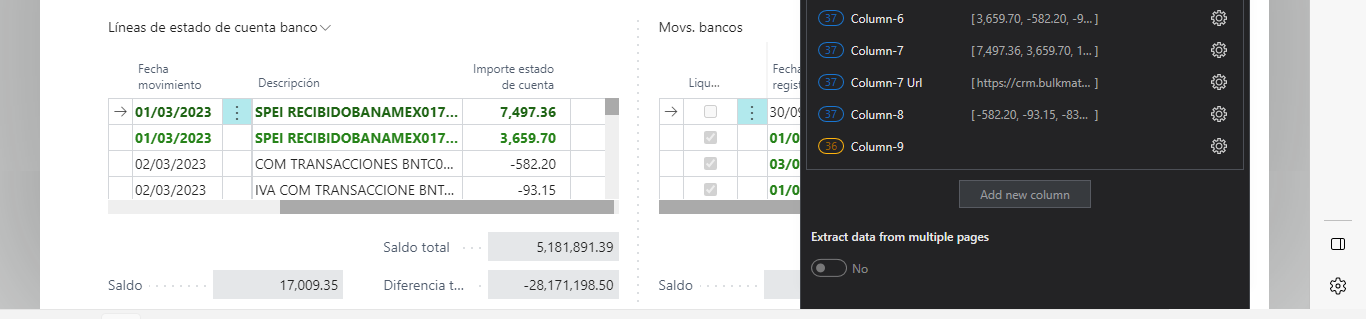 Líneas de estado de cuenta banco
Fecha movimiento Descripción Importe estado de cuenta
01/03/2023 SPEI RECIBIDOBANAMEX017... 7,497.36
01/03/2023 SPEI RECIBIDOBANAMEX017... 3,659.70
02/03/2023 COM TRANSACCIONES BNTC0... -582.20
02/03/2023 IVA COM TRANSACCIONE BNT... -93.15
Saldo total 5,181,891.39
Saldo 17,009.35 Diferencia t... -28,171,198.50
Movs. bancos
Liqu... Fecha regist
30/09
01/0
03/0
01/0
Saldo
37 Column-6 [ 3,659.70, -582.20, -9... ]
37 Column-7 [ 7,497.36, 3,659.70, 1... ]
37 Column-7 Url [ https://crm.bulkmat... ]
37 Column-8 [ -582.20, -93.15, -83... ]
36 Column-9
Add new column
Extract data from multiple pages
No